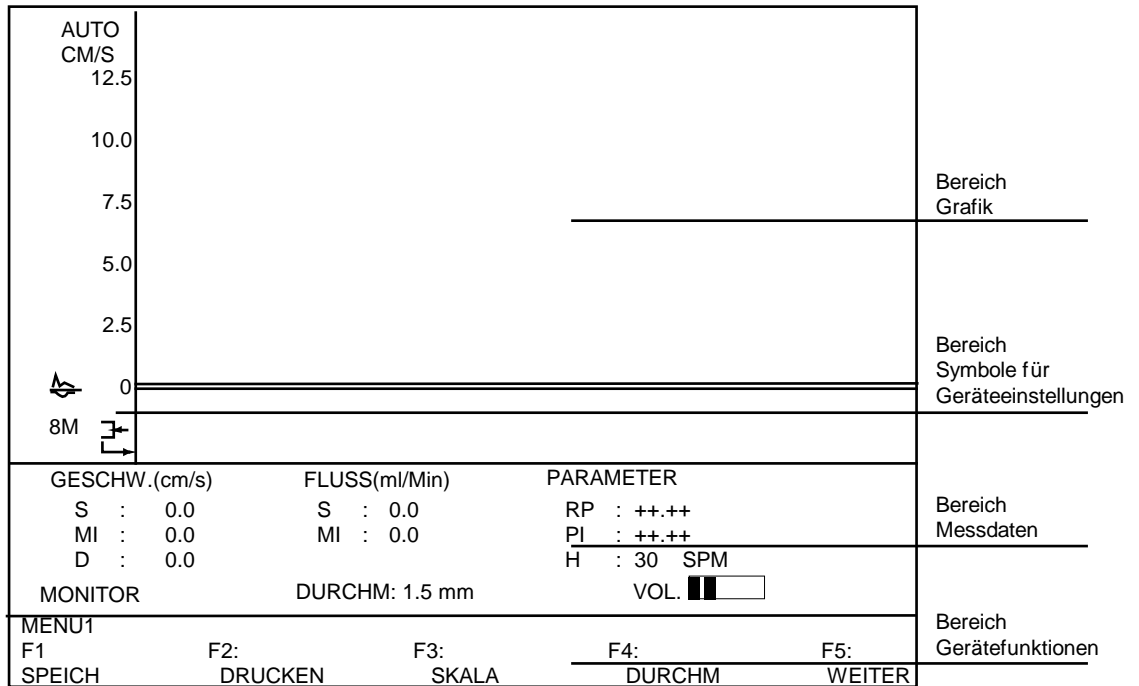 AUTO
CM/S
12.5
10.0
7.5
5.0
2.5
0
8M
Bereich
Grafik
Bereich
Symbole für
Geräteeinstellungen
GESCHW.(cm/s) FLUSS(ml/Min) PARAMETER
S : 0.0 S : 0.0 RP : ++.++
MI : 0.0 MI : 0.0 PI : ++.++
D : 0.0 H : 30 SPM
MONITOR DURCHM: 1.5 mm VOL.
Bereich
Messdaten
MENU1
F1 F2: F3: F4: F5:
SPEICH DRUCKEN SKALA DURCHM WEITER
Bereich
Gerätefunktionen